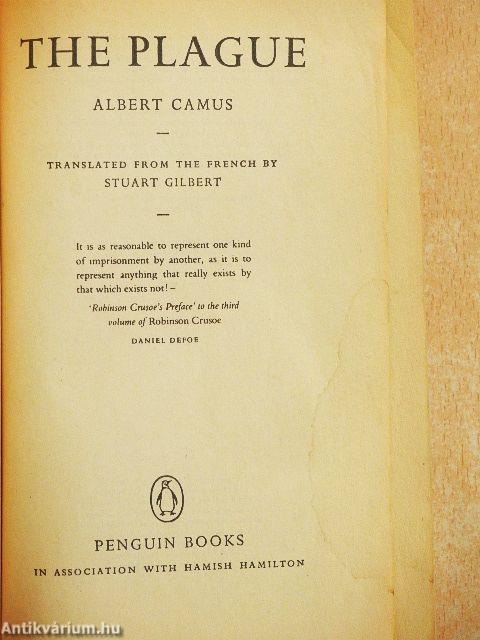 THE PLAGUE
ALBERT CAMUS
—
TRANSLATED FROM THE FRENCH BY
STUART GILBERT
—
It is as reasonable to represent one kind
of imprisonment by another, as it is to
represent anything that really exists by
that which exists not! –
'Robinson Crusoe's Preface' to the third
volume of Robinson Crusoe
DANIEL DEFOE
PENGUIN BOOKS
IN ASSOCIATION WITH HAMISH HAMILTON
Antikvárium.hu